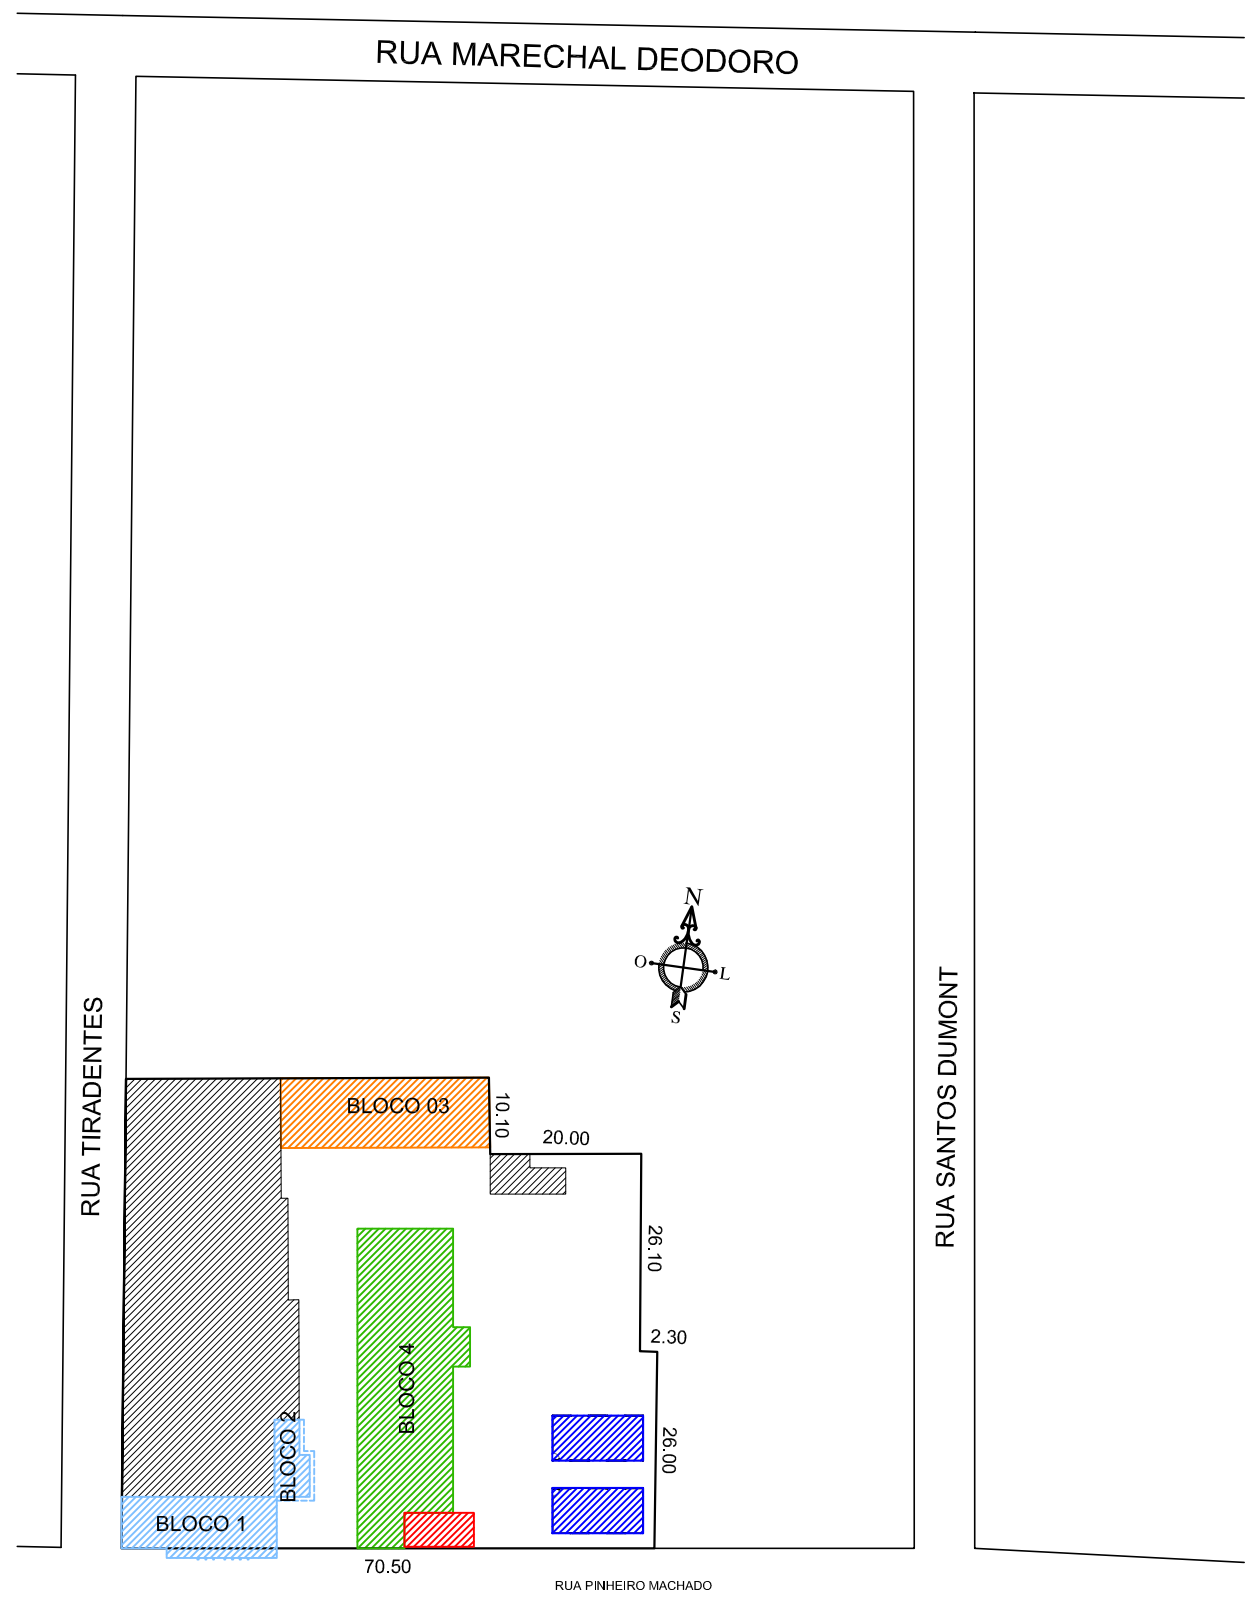 RUA MARECHAL DEODORO
N
O
L
S
RUA TIRADENTES
RUA SANTOS DUMONT
BLOCO 03
10.10
20.00
26.10
2.30
BLOCO 4
BLOCO 2
26.00
BLOCO 1
70.50
RUA PINHEIRO MACHADO